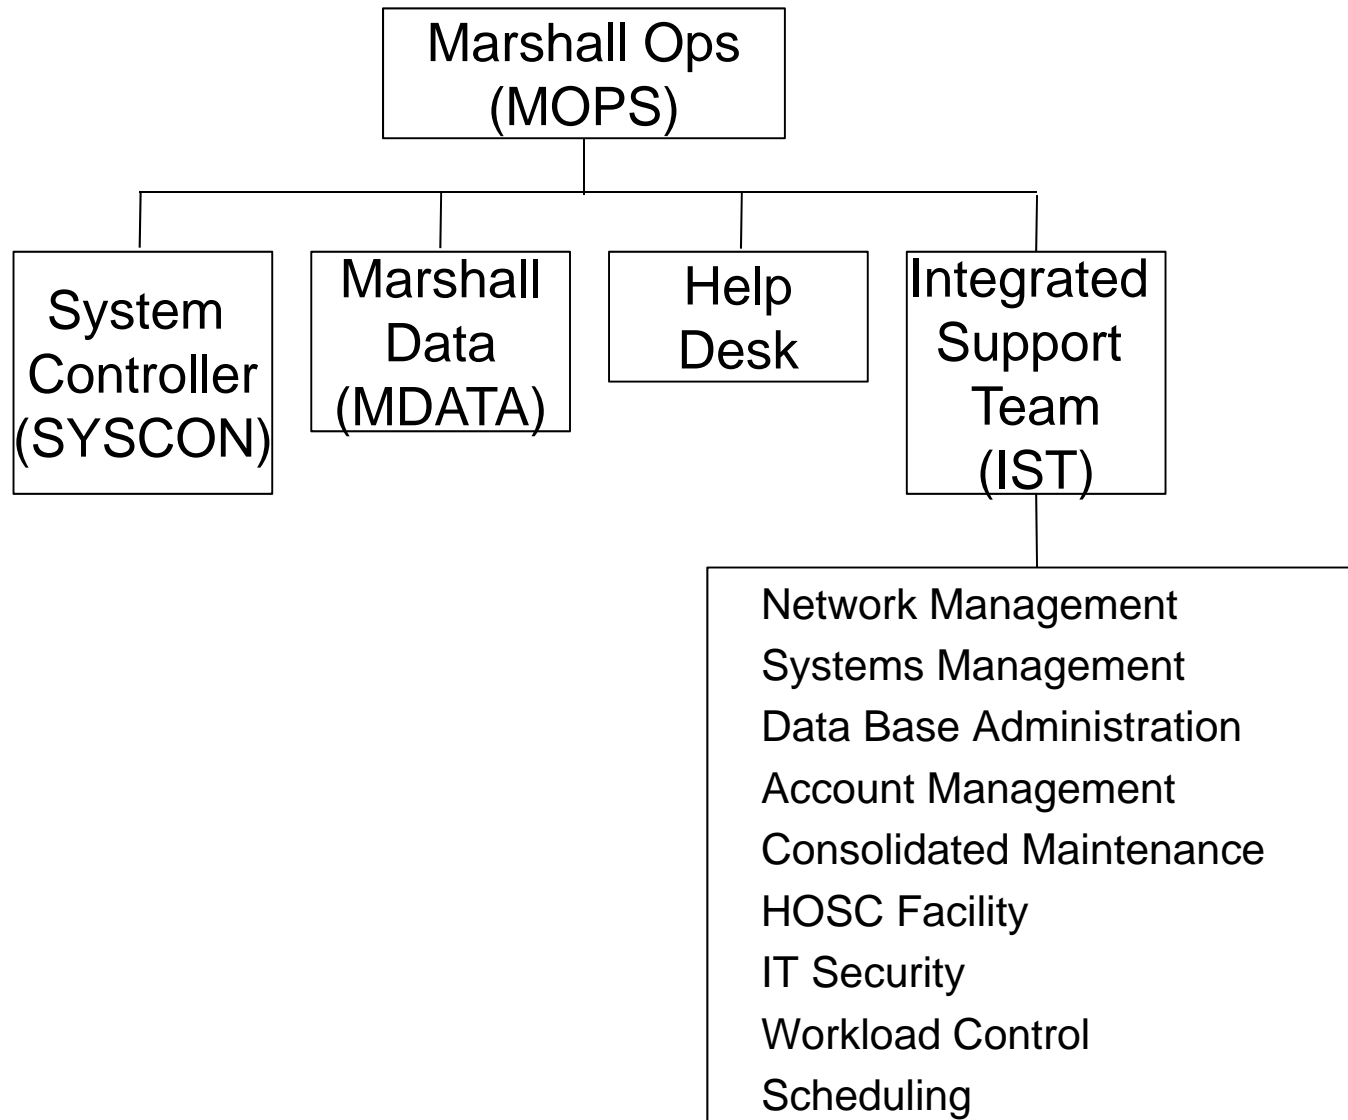 Marshall Ops
(MOPS)
System
Controller
(SYSCON)
Marshall
Data
(MDATA)
Help
Desk
Integrated
Support
Team
(IST)
Network Management
Systems Management
Data Base Administration
Account Management
Consolidated Maintenance
HOSC Facility
IT Security
Workload Control
Scheduling